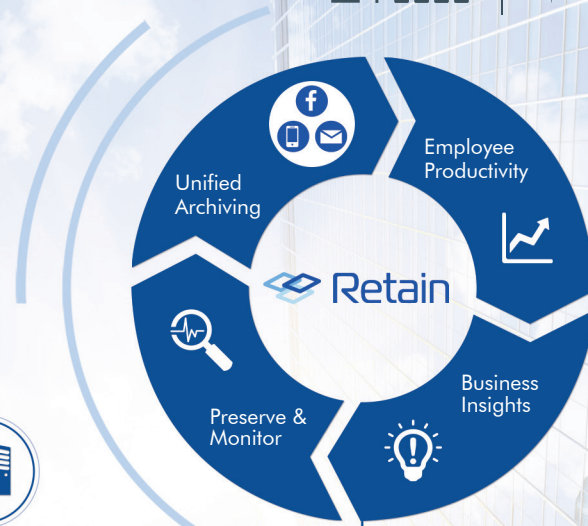 Unified
Archiving
Employee
Productivity
Retain
Preserve &
Monitor
Business
Insights